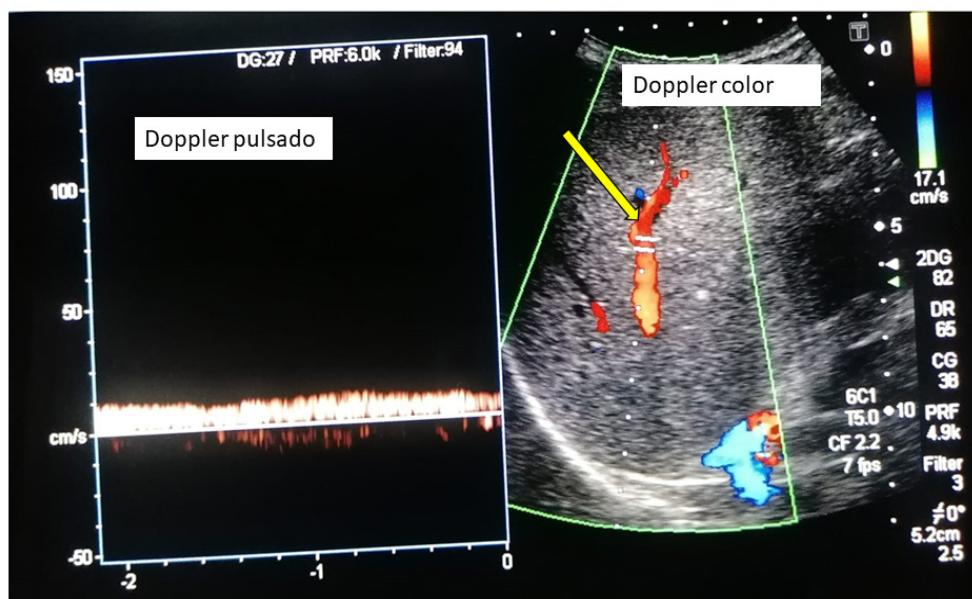 DG:27 / PRF:6.0k / Filter:94
150
100
50
cm/s
-50
-2
-1
0
Doppler pulsado
Doppler color
T
0
5
10
17.1
cm/s
2DG
82
DR
65
CG
38
PRF
4.9k
Filter
3
≠0°
5.2cm
2.5
6C1
T5.0
CF 2.2
7 fps